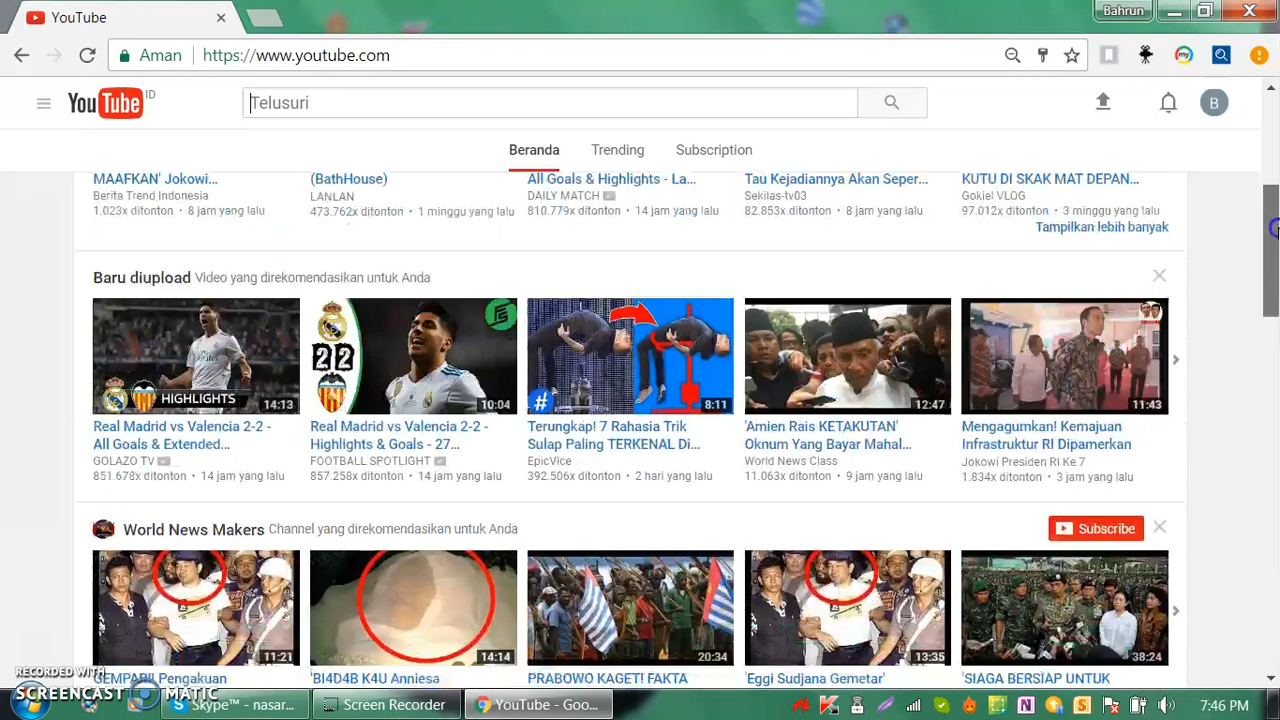 YouTube
Bahrun
Aman
https://www.youtube.com
YouTube ID
Telusuri
B
Beranda
Trending
Subscription
MAAFKAN' Jokowi...
Berita Trend Indonesia
1.023x ditonton • 8 jam yang lalu
(BathHouse)
LANLAN
473.762x ditonton • 1 minggu yang lalu
All Goals & Highlights - La...
DAILY MATCH
810.779x ditonton • 14 jam yang lalu
Tau Kejadiannya Akan Seper...
Sekilas-tv03
82.853x ditonton • 8 jam yang lalu
KUTU DI SKAK MAT DEPAN...
Gokiel VLOG
97.012x ditonton • 3 minggu yang lalu
Tampilkan lebih banyak
Baru diupload Video yang direkomendasikan untuk Anda
HIGHLIGHTS
14:13
Real Madrid vs Valencia 2-2 -
All Goals & Extended...
GOLAZO TV
851.678x ditonton • 14 jam yang lalu
2 2
10:04
Real Madrid vs Valencia 2-2 -
Highlights & Goals - 27...
FOOTBALL SPOTLIGHT
857.258x ditonton • 14 jam yang lalu
#
8:11
Terungkap! 7 Rahasia Trik
Sulap Paling TERKENAL Di...
EpicVice
392.506x ditonton • 2 hari yang lalu
12:47
'Amien Rais KETAKUTAN'
Oknum Yang Bayar Mahal...
World News Class
11.063x ditonton • 9 jam yang lalu
11:43
Mengagumkan! Kemajuan
Infrastruktur RI Dipamerkan
Jokowi Presiden RI Ke 7
1.834x ditonton • 3 jam yang lalu
World News Makers Channel yang direkomendasikan untuk Anda
Subscribe
11:21
GEMPAR!! Pengakuan
14:14
'BI4D4B K4U Anniesa
20:34
PRABOWO KAGET! FAKTA
13:35
'Eggi Sudjana Gemetar'
38:24
'SIAGA BERSIAP UNTUK
RECORDED WITH
SCREENCAST MATIC
Skype™ - nasar...
Screen Recorder
YouTube - Goo...
7:46 PM